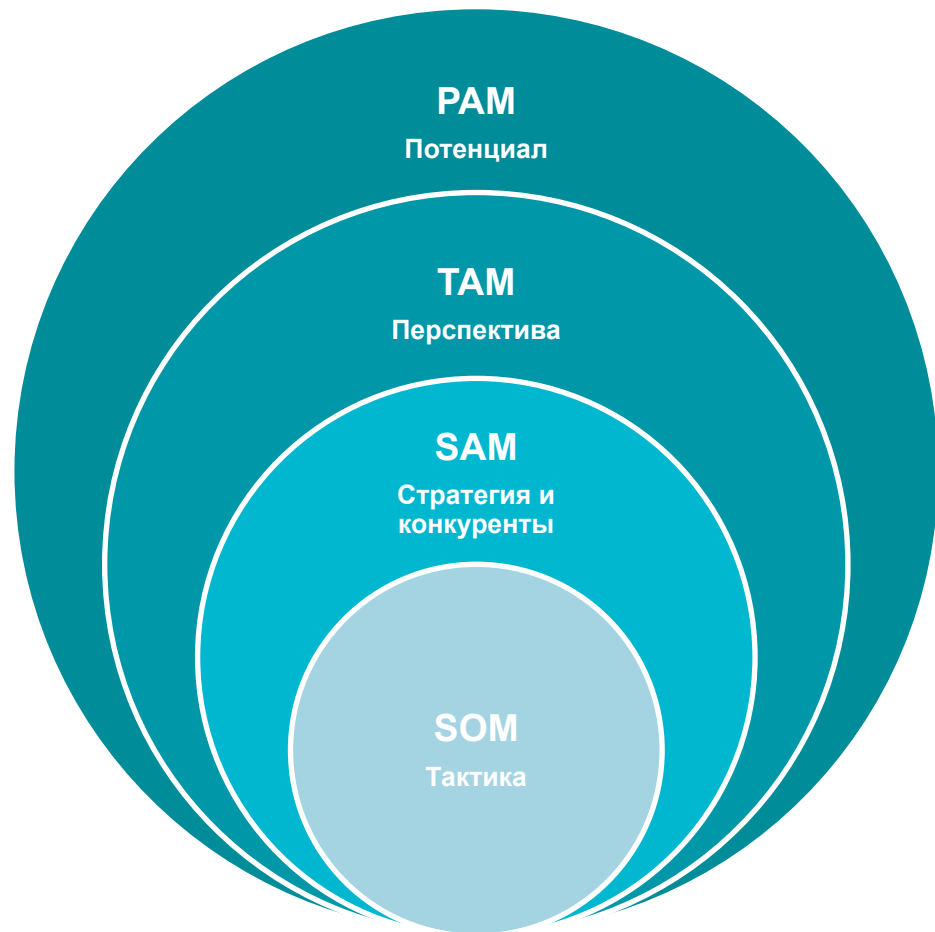 PAM
Потенциал
TAM
Перспектива
SAM
Стратегия и
конкуренты
SOM
Тактика